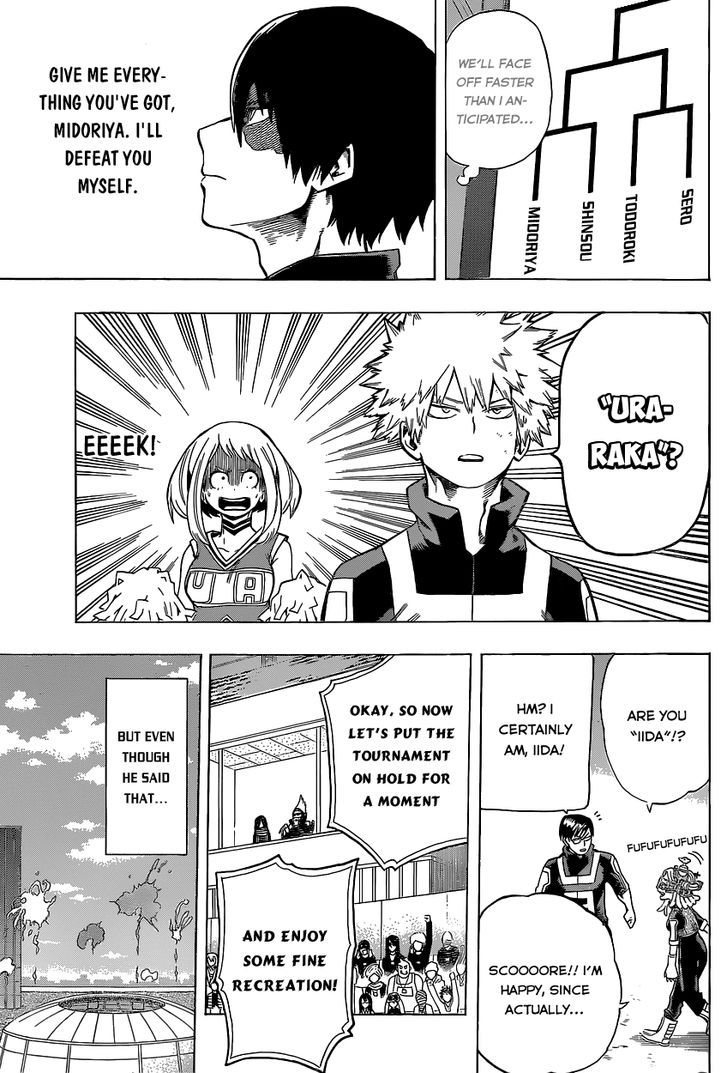 WE'LL FACE
OFF FASTER
THAN I AN-
TICIPATED...
SERO
TODOROKI
SHINSOU
MIDORIYA
GIVE ME EVERY-
THING YOU'VE GOT,
MIDORIYA. I'LL
DEFEAT YOU
MYSELF.
"URA-
RAKA"?
EEEEK!
UA
ARE YOU
"IIDA"!?
HM? I
CERTAINLY
AM, IIDA!
FUFUFUFUFUFU
SCOOOORE!! I'M
HAPPY, SINCE
ACTUALLY...
OKAY, SO NOW
LET'S PUT THE
TOURNAMENT
ON HOLD FOR
A MOMENT
AND ENJOY
SOME FINE
RECREATION!
BUT EVEN
THOUGH
HE SAID
THAT...